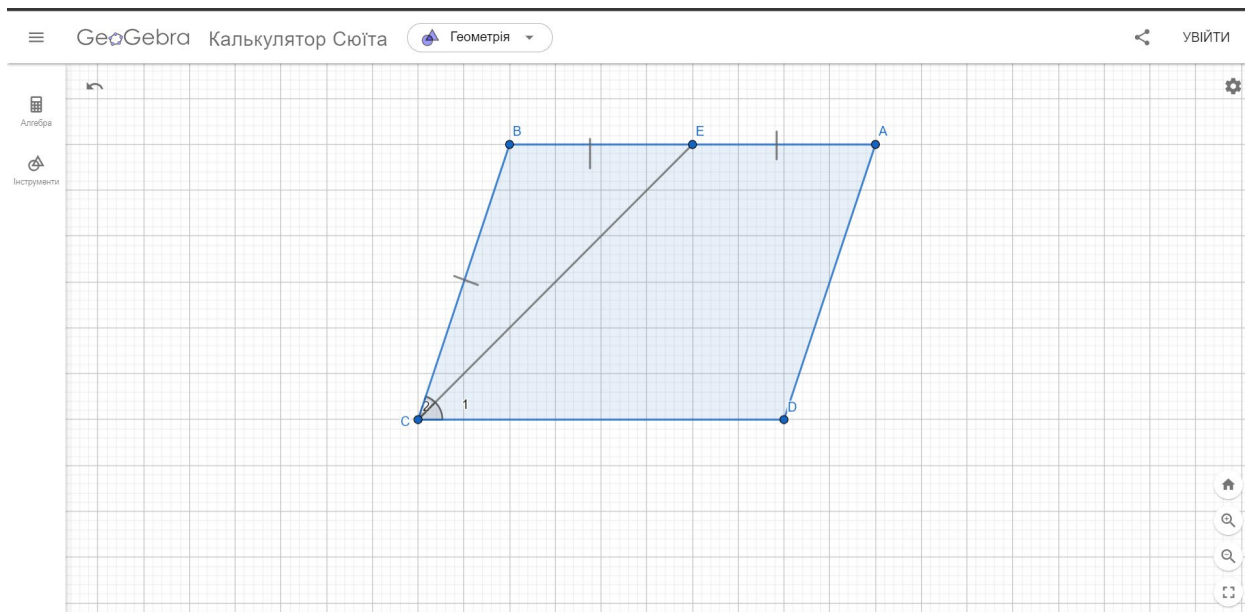 GeoGebra Калькулятор Сюїта Геометрія УВІЙТИ
Алгебра
Інструменти
B E A
2 1
C D